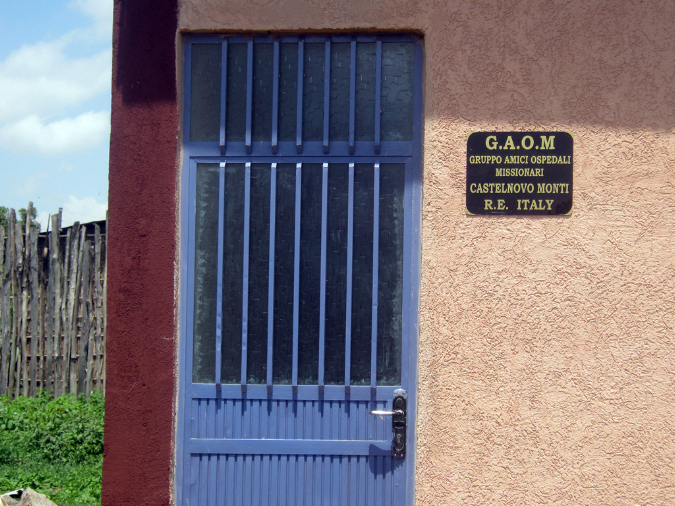 G.A.O.M
GRUPPO AMICI OSPEDALI
MISSIONARI
CASTELNOVO MONTI
R.E. ITALY